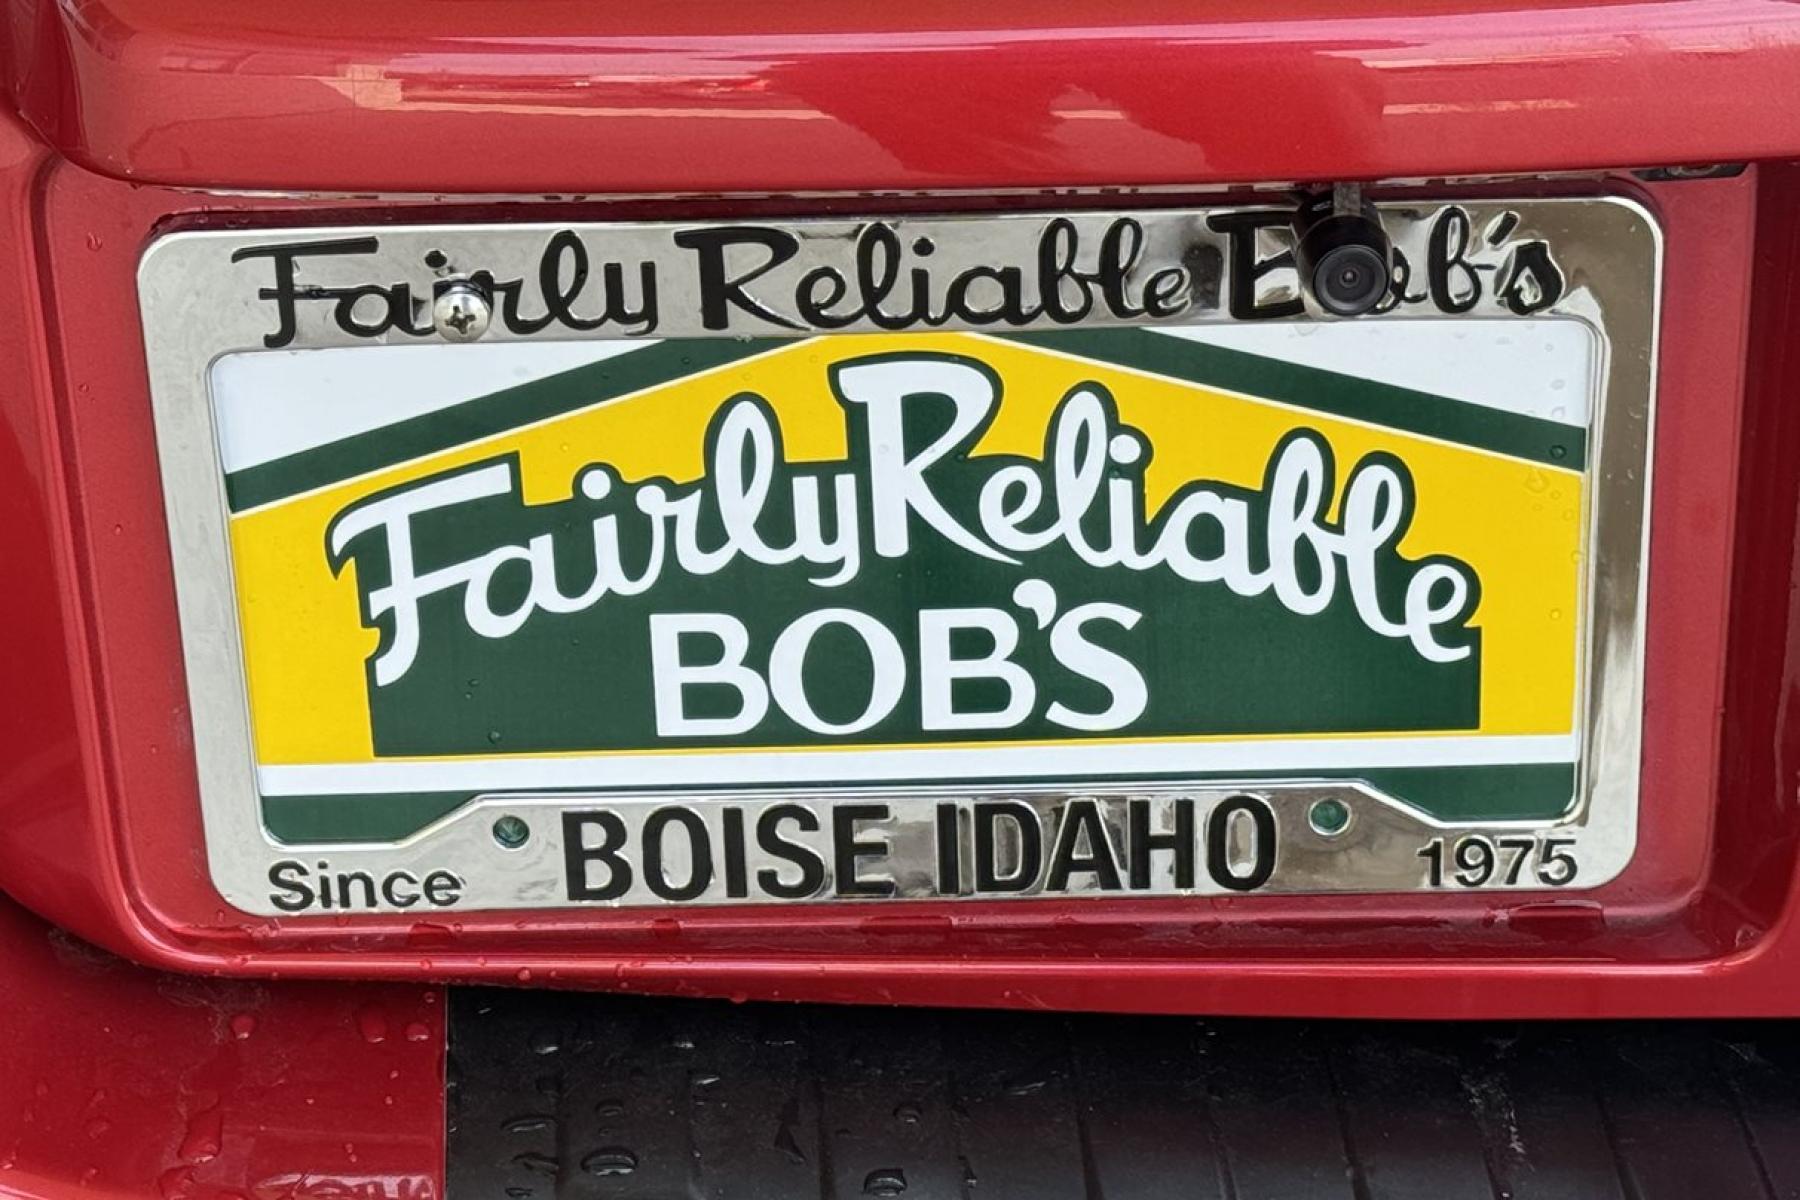 Fairly Reliable Bob's
Fairly Reliable
BOB'S
Since BOISE IDAHO 1975